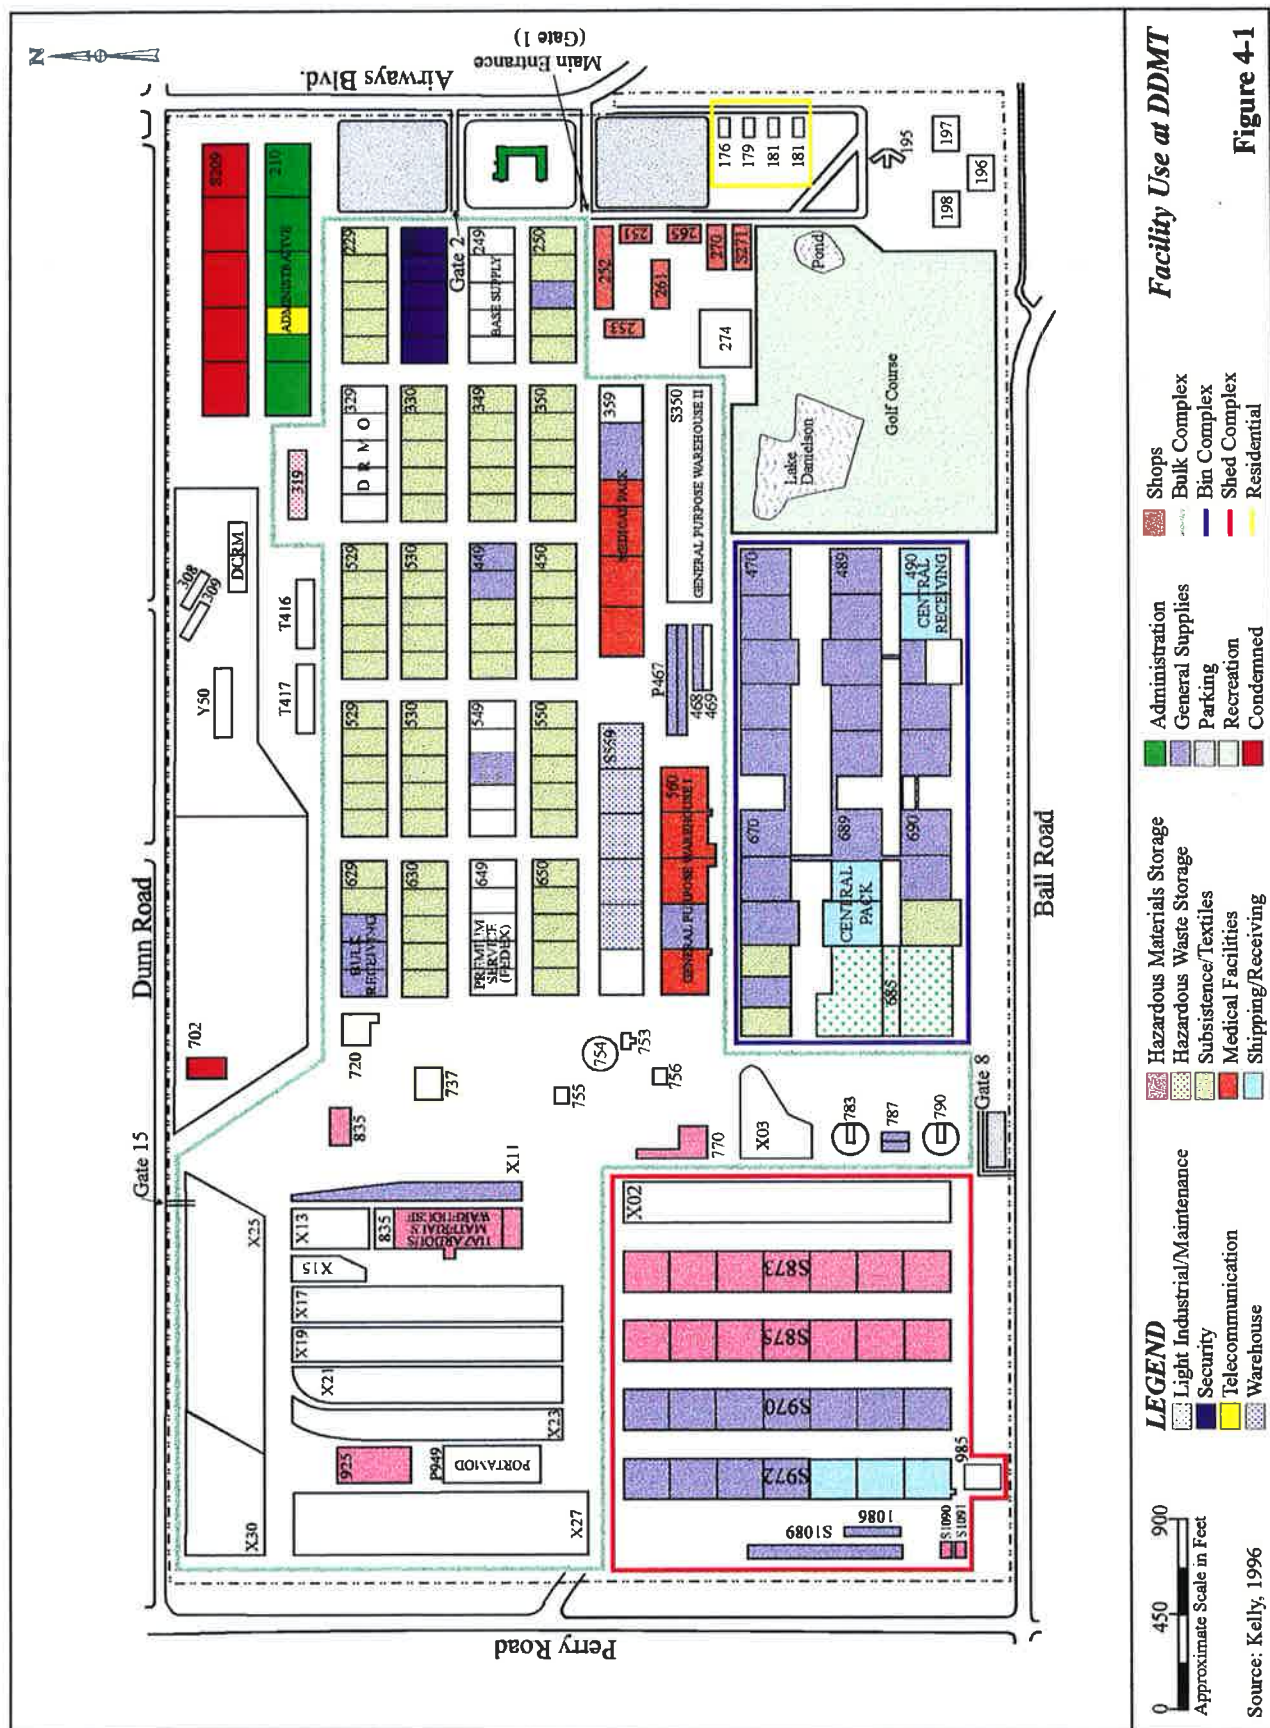 N
Dunn Road
Airways Blvd.
Main Entrance
(Gate 1)
Gate 2
Gate 15
Gate 8
Ball Road
Perry Road
S209
210
ADMINISTRATIVE
229
249
BASE SUPPLY
250
251
252
253
261
265
270
S271
274
176
179
181
181
195
196
197
198
Pond
Lake
Danielson
Golf Course
308
309
DCRM
319
Y50
T416
T417
329
D R M O
330
349
350
359
MEDICAL PACK
S350
GENERAL PURPOSE WAREHOUSE II
529
530
449
450
P467
468
469
529
530
549
550
S559
560
GENERAL PURPOSE WAREHOUSE I
629
BULK
RECEIVING
630
649
PREMIUM
SERVICE
(FEDEX)
650
470
489
490
CENTRAL
RECEIVING
670
689
690
CENTRAL
PACK
685
702
720
737
753
754
755
756
770
783
787
790
835
X03
X11
X13
835
HAZARDOUS
MATERIALS
WAREHOUSE
X15
X17
X19
X21
X23
X25
X27
X30
925
P949
PORTAMOD
X02
S873
S875
S970
S972
985
1086
S1089
S1090
S1091
LEGEND
Light Industrial/Maintenance
Security
Telecommunication
Warehouse
Hazardous Materials Storage
Hazardous Waste Storage
Subsistence/Textiles
Medical Facilities
Shipping/Receiving
Administration
General Supplies
Parking
Recreation
Condemned
Shops
Bulk Complex
Bin Complex
Shed Complex
Residential
0 450 900
Approximate Scale in Feet
Source: Kelly, 1996
Facility Use at DDMT
Figure 4-1